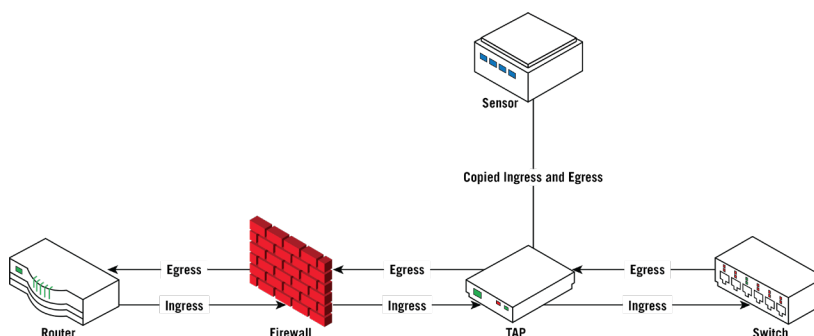 Sensor
Copied Ingress and Egress
Egress
Egress
Egress
Ingress
Ingress
Ingress
Router
Firewall
TAP
Switch